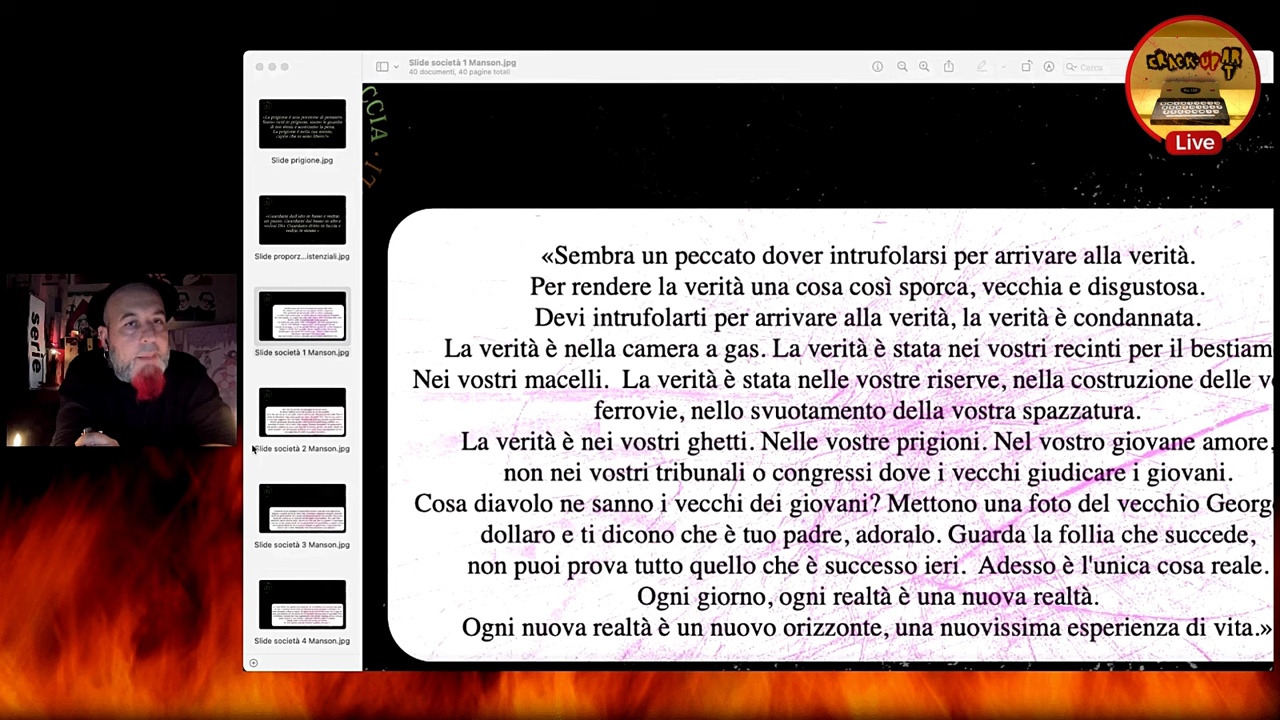 Slide società 1 Manson.jpg
40 documenti, 40 pagine totali
Cerca
CRACK-UP ART
Live
Slide prigione.jpg
Slide proporz...istenziali.jpg
Slide società 1 Manson.jpg
Slide società 2 Manson.jpg
Slide società 3 Manson.jpg
Slide società 4 Manson.jpg
serie
CCIA · LI
«Sembra un peccato dover intrufolarsi per arrivare alla verità.
Per rendere la verità una cosa così sporca, vecchia e disgustosa.
Devi intrufolarti per arrivate alla verità, la verità è condannata.
La verità è nella camera a gas. La verità è stata nei vostri recinti per il bestiam
Nei vostri macelli. La verità è stata nelle vostre riserve, nella costruzione delle v
ferrovie, nello svuotamento della vostra spazzatura.
La verità è nei vostri ghetti. Nelle vostre prigioni. Nel vostro giovane amore,
non nei vostri tribunali o congressi dove i vecchi giudicare i giovani.
Cosa diavolo ne sanno i vecchi dei giovani? Mettono una foto del vecchio Georg
dollaro e ti dicono che è tuo padre, adoralo. Guarda la follia che succede,
non puoi prova tutto quello che è successo ieri. Adesso è l'unica cosa reale.
Ogni giorno, ogni realtà è una nuova realtà.
Ogni nuova realtà è un nuovo orizzonte, una nuovissima esperienza di vita.»